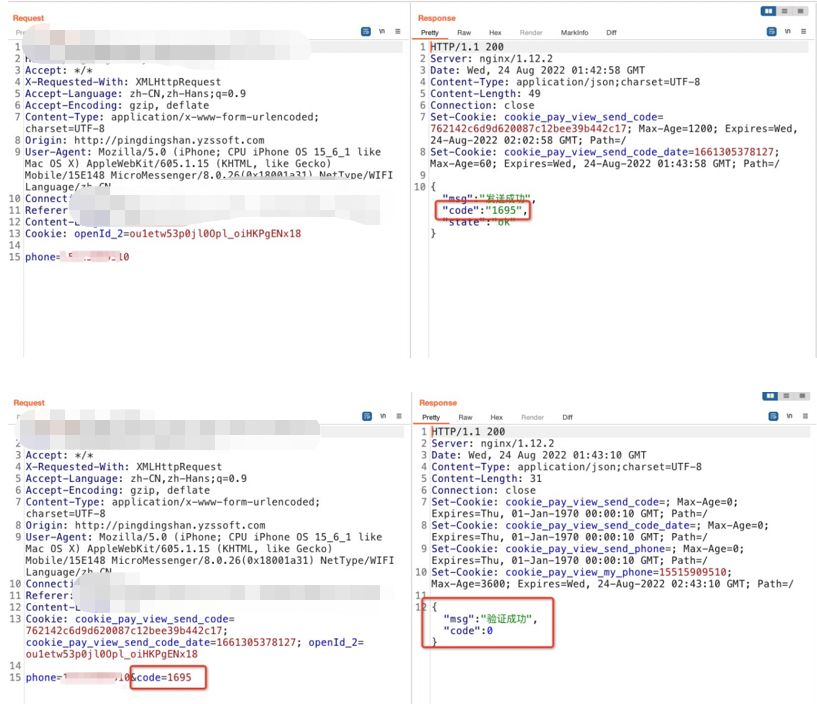 Request
Response
Pretty Raw Hex Render MarkInfo Diff
\n
\n
1
3 Accept: */*
4 X-Requested-With: XMLHttpRequest
5 Accept-Language: zh-CN,zh-Hans;q=0.9
6 Accept-Encoding: gzip, deflate
7 Content-Type: application/x-www-form-urlencoded;
charset=UTF-8
8 Origin: http://pingdingshan.yzssoft.com
9 User-Agent: Mozilla/5.0 (iPhone; CPU iPhone OS 15_6_1 like
Mac OS X) AppleWebKit/605.1.15 (KHTML, like Gecko)
Mobile/15E148 MicroMessenger/8.0.26(0x18001a31) NetType/WIFI
Language/zh_CN
10 Connecti
11 Referer
12 Content-L
13 Cookie: openId_2=ou1etw53p0jl0Opl_oiHKPgENx18
14
15 phone=
1 HTTP/1.1 200
2 Server: nginx/1.12.2
3 Date: Wed, 24 Aug 2022 01:42:58 GMT
4 Content-Type: application/json;charset=UTF-8
5 Content-Length: 49
6 Connection: close
7 Set-Cookie: cookie_pay_view_send_code=
762142c6d9d620087c12bee39b442c17; Max-Age=1200; Expires=Wed,
24-Aug-2022 02:02:58 GMT; Path=/
8 Set-Cookie: cookie_pay_view_send_code_date=1661305378127;
Max-Age=60; Expires=Wed, 24-Aug-2022 01:43:58 GMT; Path=/
9
10 {
"msg":"发送成功",
"code":"1695",
"state":"ok"
}
Request
Response
Pretty Raw Hex Render Diff
\n
\n
2
3 Accept: */*
4 X-Requested-With: XMLHttpRequest
5 Accept-Language: zh-CN,zh-Hans;q=0.9
6 Accept-Encoding: gzip, deflate
7 Content-Type: application/x-www-form-urlencoded;
charset=UTF-8
8 Origin: http://pingdingshan.yzssoft.com
9 User-Agent: Mozilla/5.0 (iPhone; CPU iPhone OS 15_6_1 like
Mac OS X) AppleWebKit/605.1.15 (KHTML, like Gecko)
Mobile/15E148 MicroMessenger/8.0.26(0x18001a31) NetType/WIFI
Language/zh_CN
10 Connecti
11 Referer:
12 Content-L
13 Cookie: cookie_pay_view_send_code=
762142c6d9d620087c12bee39b442c17;
cookie_pay_view_send_code_date=1661305378127; openId_2=
ou1etw53p0jl0Opl_oiHKPgENx18
14
15 phone= &code=1695
1 HTTP/1.1 200
2 Server: nginx/1.12.2
3 Date: Wed, 24 Aug 2022 01:43:10 GMT
4 Content-Type: application/json;charset=UTF-8
5 Content-Length: 31
6 Connection: close
7 Set-Cookie: cookie_pay_view_send_code=; Max-Age=0;
Expires=Thu, 01-Jan-1970 00:00:10 GMT; Path=/
8 Set-Cookie: cookie_pay_view_send_code_date=; Max-Age=0;
Expires=Thu, 01-Jan-1970 00:00:10 GMT; Path=/
9 Set-Cookie: cookie_pay_view_send_phone=; Max-Age=0;
Expires=Thu, 01-Jan-1970 00:00:10 GMT; Path=/
10 Set-Cookie: cookie_pay_view_my_phone=15515909510;
Max-Age=3600; Expires=Wed, 24-Aug-2022 02:43:10 GMT; Path=/
11
12 {
"msg":"验证成功",
"code":0
}